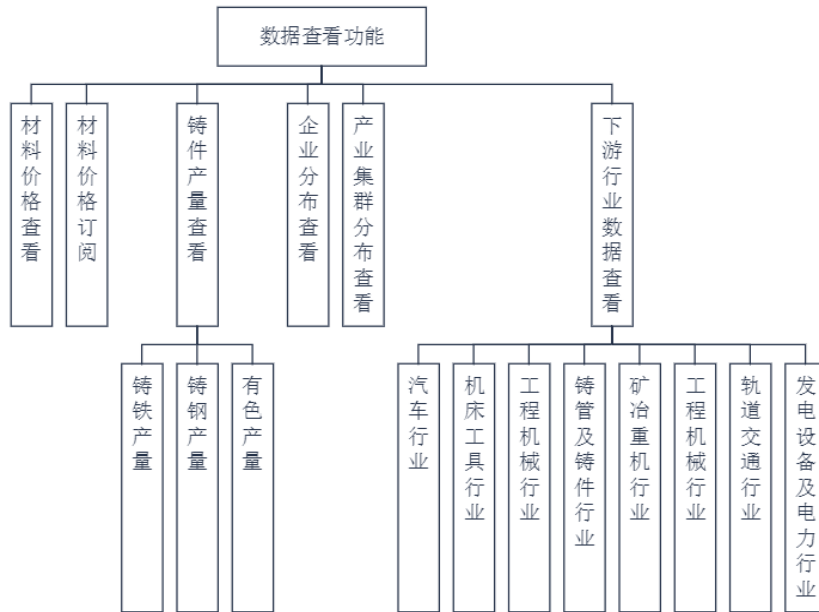 数据查看功能
材料价格查看
材料价格订阅
铸件产量查看
企业分布查看
产业集群分布查看
下游行业数据查看
铸铁产量
铸钢产量
有色产量
汽车行业
机床工具行业
工程机械行业
铸管及铸件行业
矿冶重机行业
工程机械行业
轨道交通行业
发电设备及电力行业